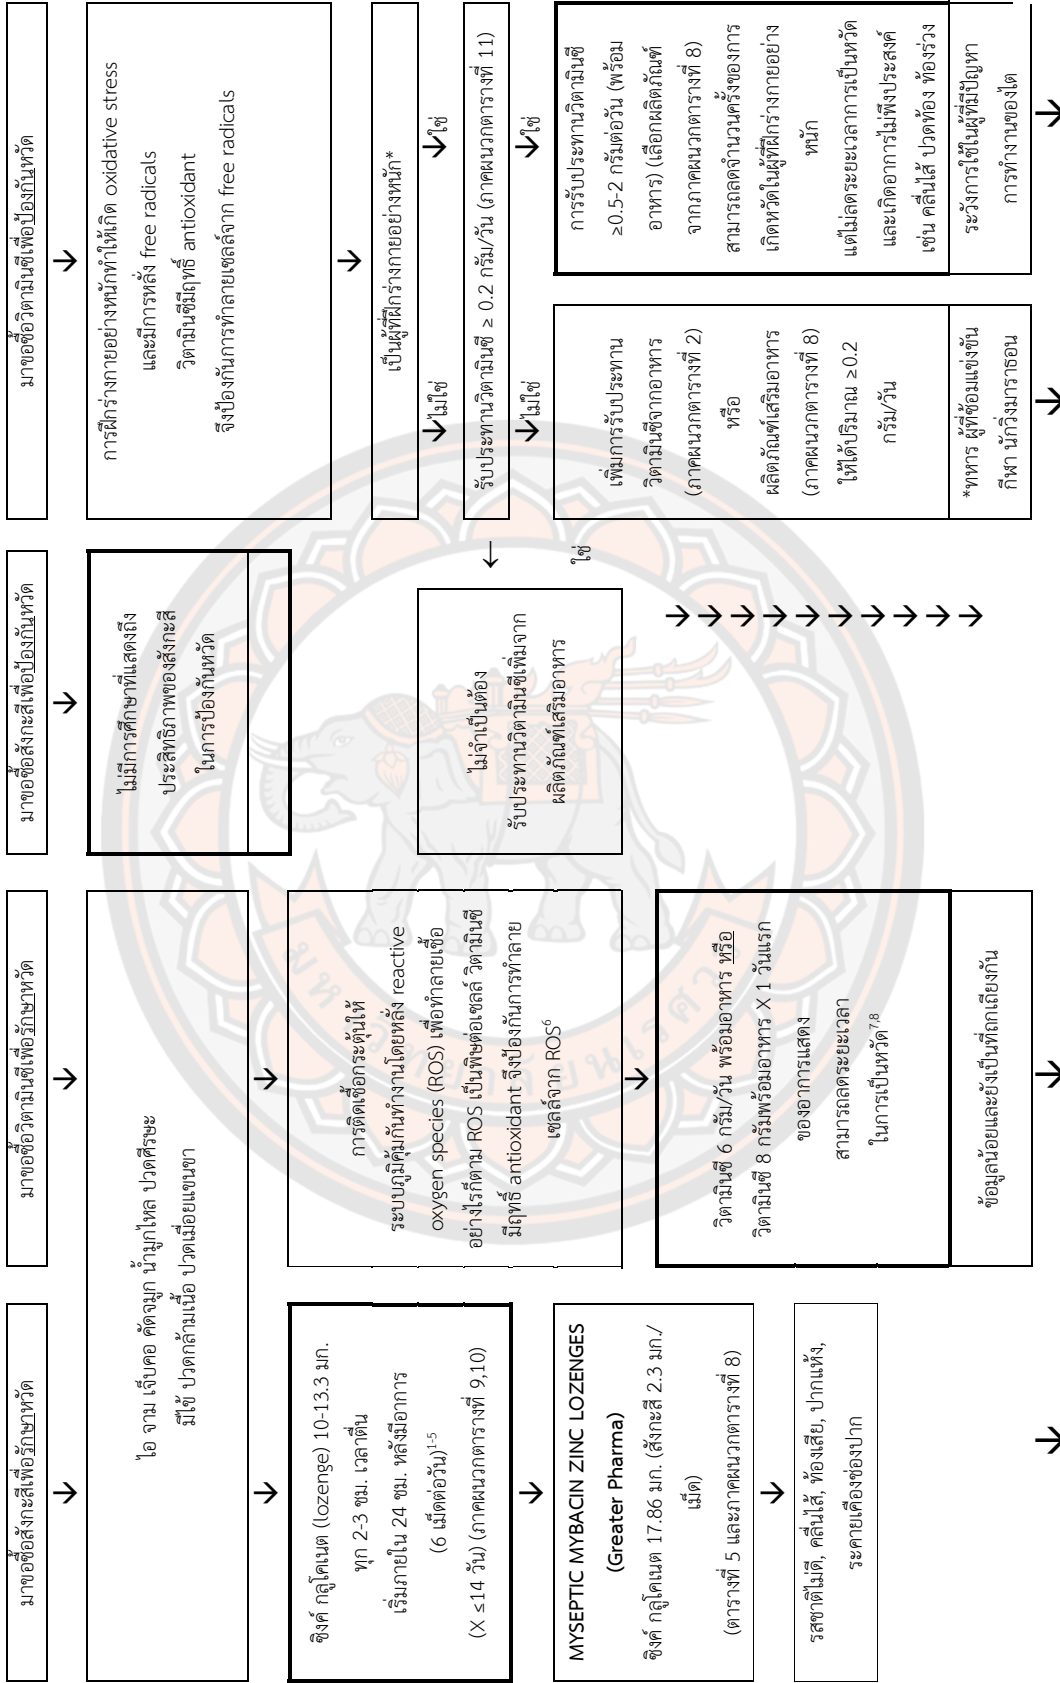 มาขอซื้อสังกะสีเพื่อรักษาหวัด
มาขอซื้อวิตามินซีเพื่อรักษาหวัด
มาขอซื้อสังกะสีเพื่อป้องกันหวัด
มาขอซื้อวิตามินซีเพื่อป้องกันหวัด
ไอ จาม เจ็บคอ คัดจมูก น้ำมูกไหล ปวดศีรษะ
มีไข้ ปวดกล้ามเนื้อ ปวดเมื่อยแขนขา
ซิงค์ กลูโคเนต (lozenge) 10-13.3 มก.
ทุก 2-3 ชม. เวลาตื่น
เริ่มภายใน 24 ชม. หลังมีอาการ
(6 เม็ดต่อวัน)1-5
(X ≤14 วัน) (ภาคผนวกตารางที่ 9,10)
MYSEPTIC MYBACIN ZINC LOZENGES
(Greater Pharma)
ซิงค์ กลูโคเนต 17.86 มก. (สังกะสี 2.3 มก./
เม็ด)
(ตารางที่ 5 และภาคผนวกตารางที่ 8)
รสชาติไม่ดี, คลื่นไส้, ท้องเสีย, ปากแห้ง,
ระคายเคืองช่องปาก
การติดเชื้อกระตุ้นให้
ระบบภูมิคุ้มกันทำงานโดยหลั่ง reactive
oxygen species (ROS) เพื่อทำลายเชื้อ
อย่างไรก็ตาม ROS เป็นพิษต่อเซลล์ วิตามินซี
มีฤทธิ์ antioxidant จึงป้องกันการทำลาย
เซลล์จาก ROS6
วิตามินซี 6 กรัม/วัน พร้อมอาหาร หรือ
วิตามินซี 8 กรัมพร้อมอาหาร X 1 วันแรก
ของอาการแสดง
สามารถลดระยะเวลา
ในการเป็นหวัด7,8
ข้อมูลน้อยและยังเป็นที่ถกเถียงกัน
ไม่มีการศึกษาที่แสดงถึง
ประสิทธิภาพของสังกะสี
ในการป้องกันหวัด
ไม่จำเป็นต้อง
รับประทานวิตามินซีเพิ่มจาก
ผลิตภัณฑ์เสริมอาหาร
ใช่
การฝึกร่างกายอย่างหนักทำให้เกิด oxidative stress
และมีการหลั่ง free radicals
วิตามินซีมีฤทธิ์ antioxidant
จึงป้องกันการทำลายเซลล์จาก free radicals
เป็นผู้ที่ฝึกร่างกายอย่างหนัก*
ไม่ใช่
ใช่
รับประทานวิตามินซี ≥ 0.2 กรัม/วัน (ภาคผนวกตารางที่ 11)
ไม่ใช่
ใช่
เพิ่มการรับประทาน
วิตามินซีจากอาหาร
(ภาคผนวกตารางที่ 2)
หรือ
ผลิตภัณฑ์เสริมอาหาร
(ภาคผนวกตารางที่ 8)
ให้ได้ปริมาณ ≥0.2
กรัม/วัน
*ทหาร ผู้ที่ซ้อมแข่งขัน
กีฬา นักวิ่งมาราธอน
การรับประทานวิตามินซี
≥0.5-2 กรัมต่อวัน (พร้อม
อาหาร) (เลือกผลิตภัณฑ์
จากภาคผนวกตารางที่ 8)
สามารถลดจำนวนครั้งของการ
เกิดหวัดในผู้ที่ฝึกร่างกายอย่าง
หนัก
แต่ไม่ลดระยะเวลาการเป็นหวัด
และเกิดอาการไม่พึงประสงค์
เช่น คลื่นไส้ ปวดท้อง ท้องร่วง
ระวังการใช้ในผู้ที่มีปัญหา
การทำงานของไต